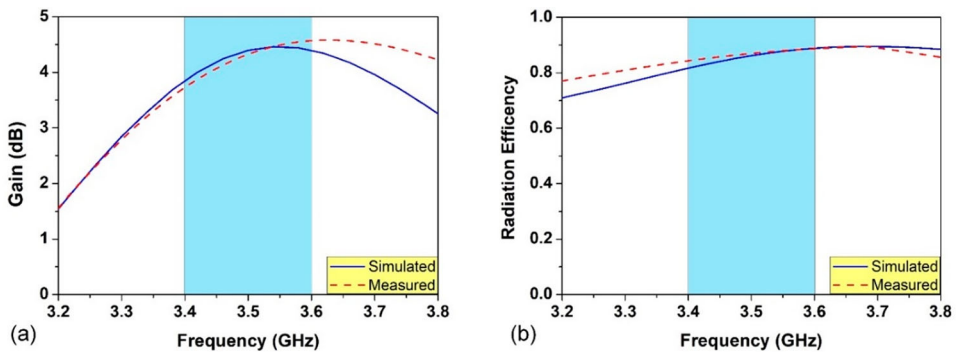 Gain (dB)
5
4
3
2
1
0
3.2 3.3 3.4 3.5 3.6 3.7 3.8
Frequency (GHz)
Simulated
Measured
(a)
Radiation Efficency
1.0
0.8
0.6
0.4
0.2
0.0
3.2 3.3 3.4 3.5 3.6 3.7 3.8
Frequency (GHz)
Simulated
Measured
(b)